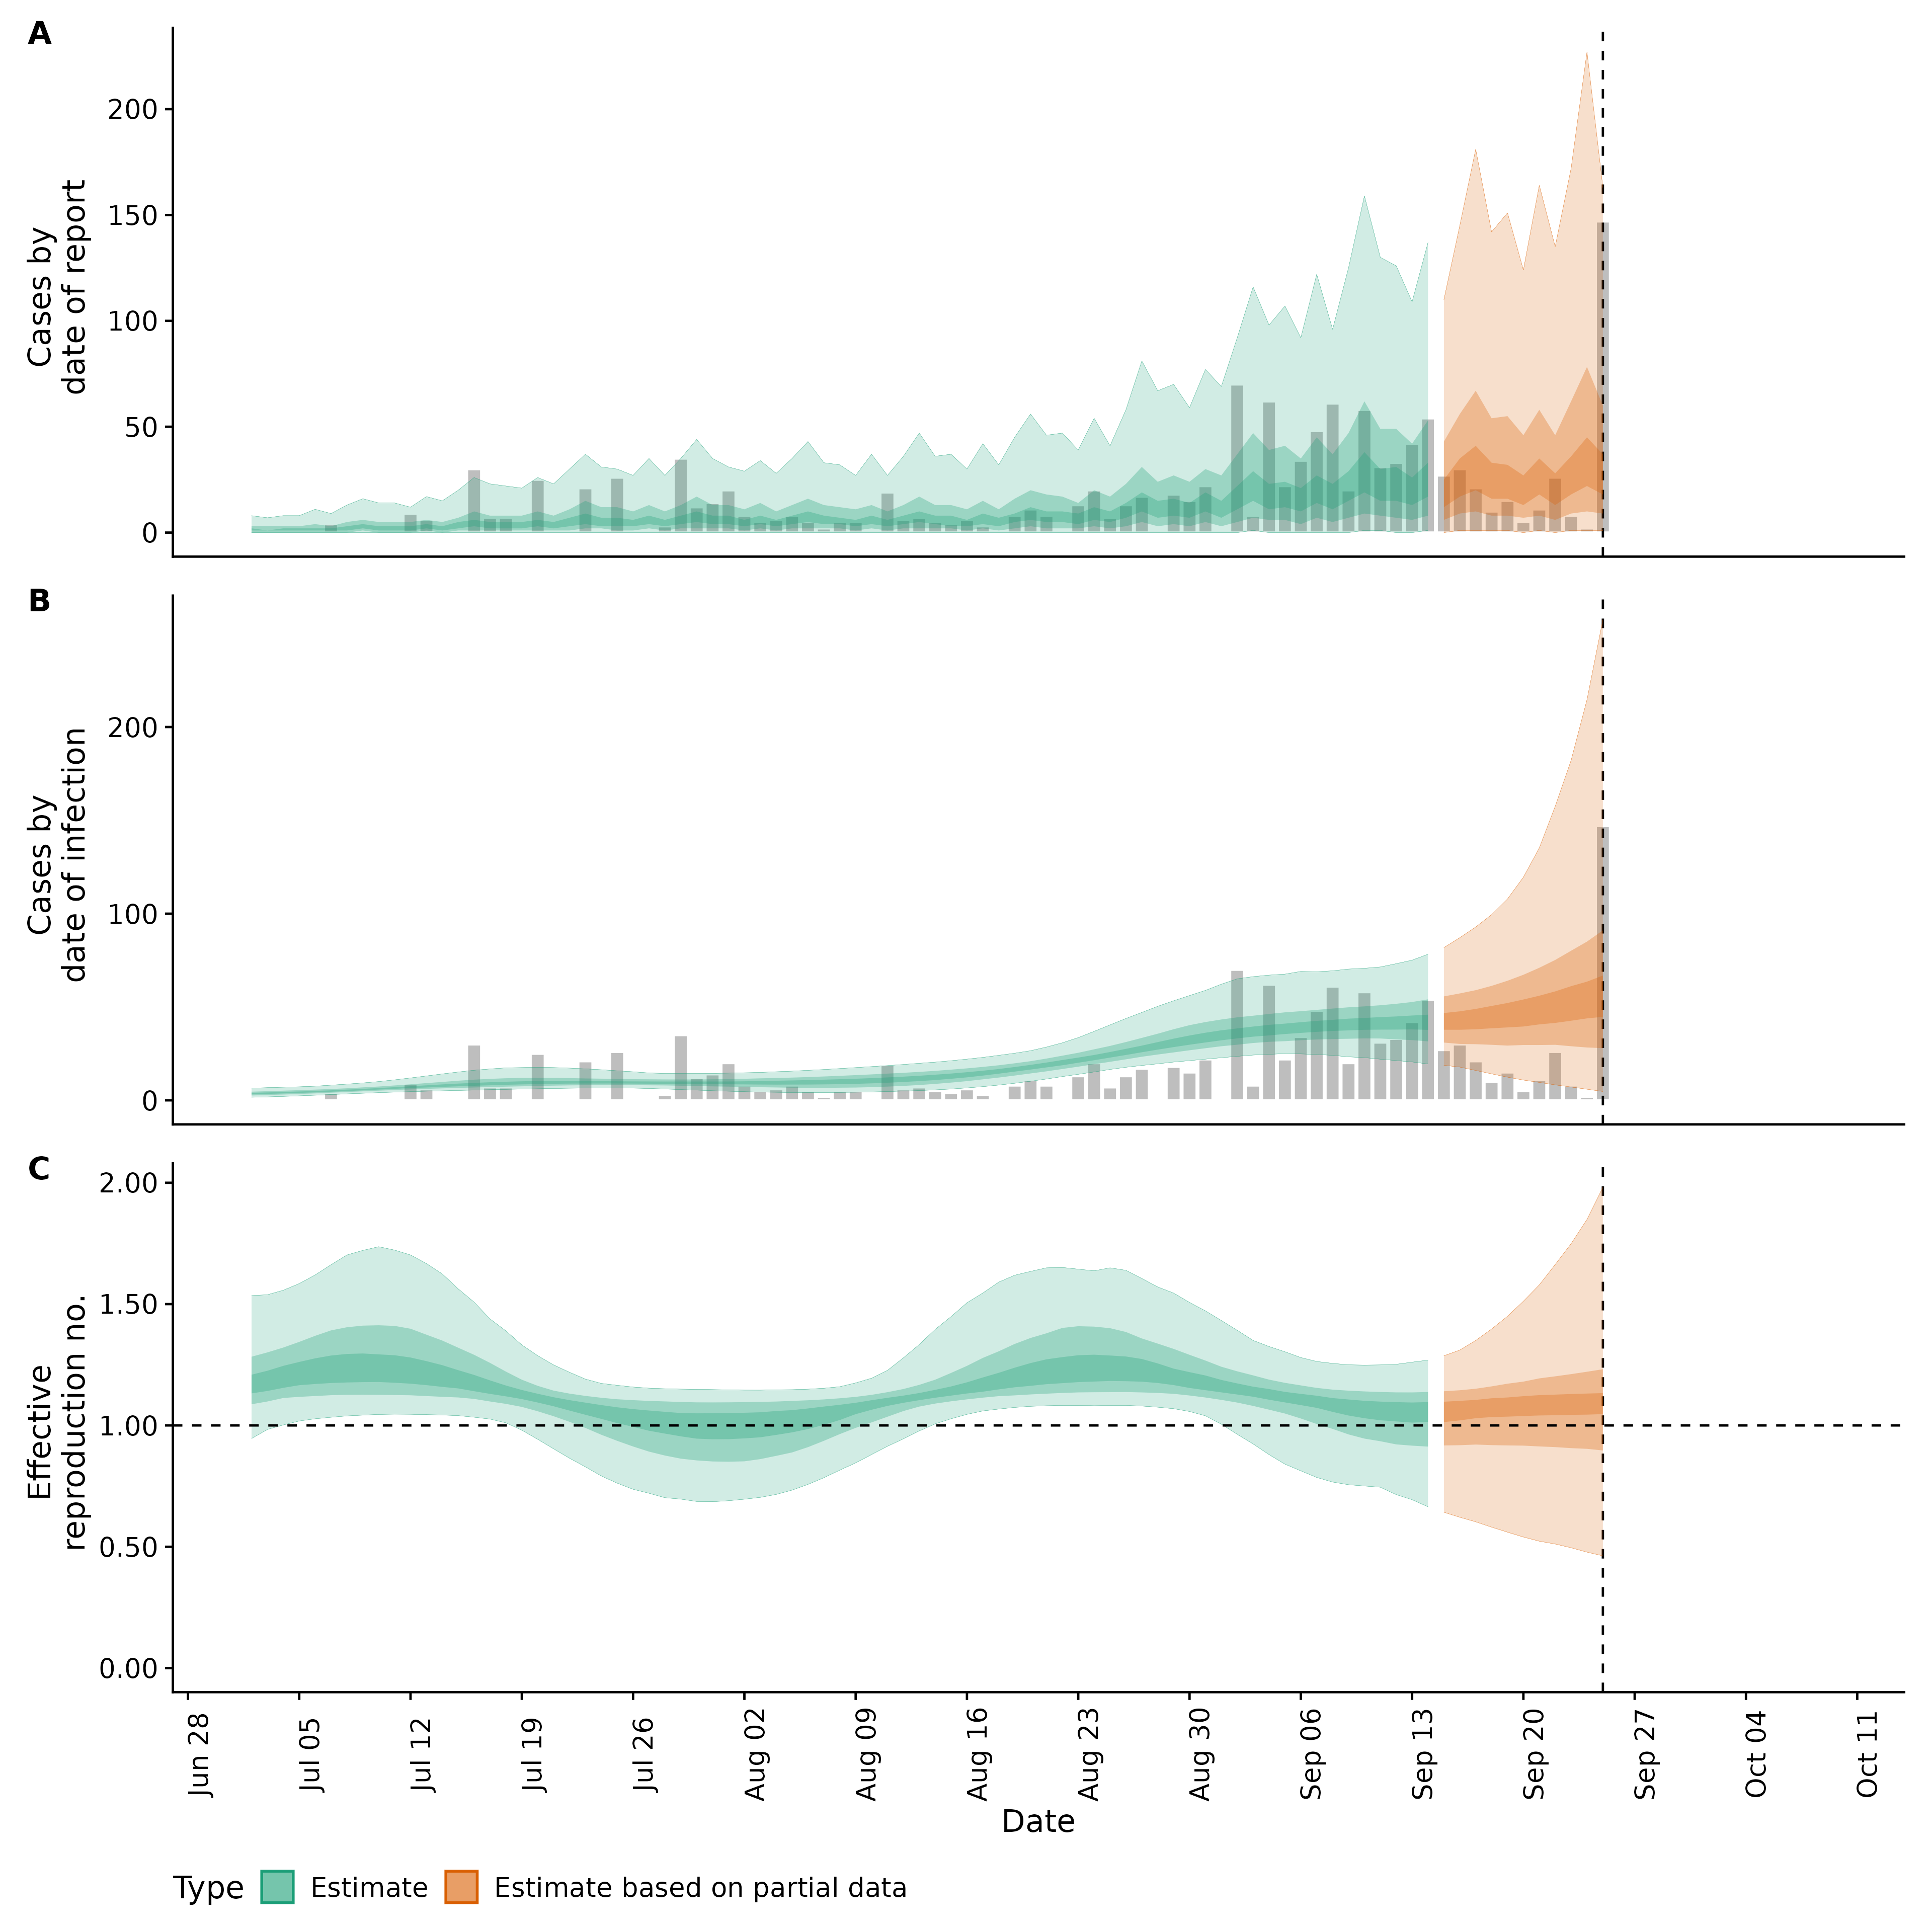 A
Cases by
date of report
200
150
100
50
0
B
Cases by
date of infection
200
100
0
C
Effective
reproduction no.
2.00
1.50
1.00
0.50
0.00
Jun 28
Jul 05
Jul 12
Jul 19
Jul 26
Aug 02
Aug 09
Aug 16
Aug 23
Aug 30
Sep 06
Sep 13
Sep 20
Sep 27
Oct 04
Oct 11
Date
Type Estimate Estimate based on partial data